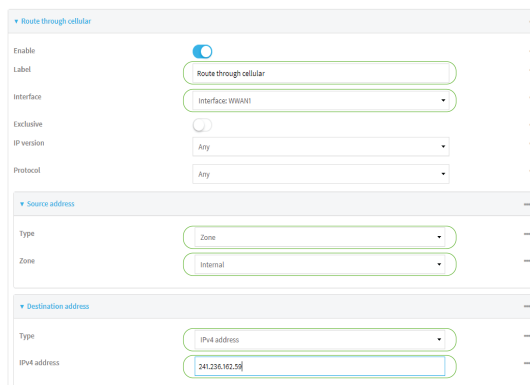 Route through cellular
Enable
Label Route through cellular
Interface Interface: WWAN1
Exclusive
IP version Any
Protocol Any
Source address
Type Zone
Zone Internal
Destination address
Type IPv4 address
IPv4 address 241.236.162.59